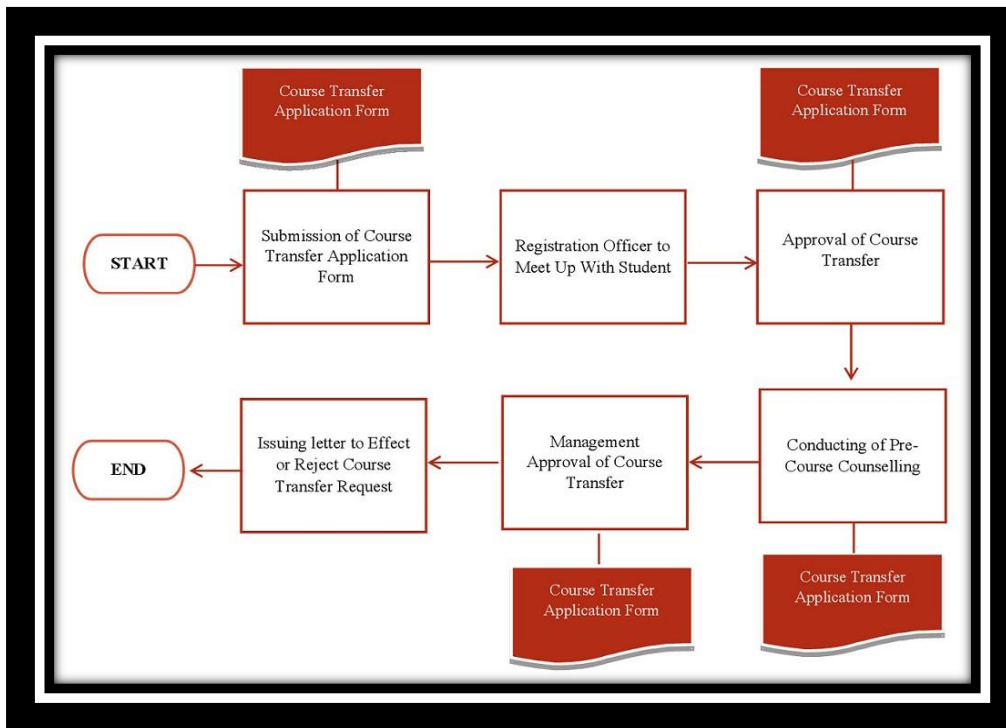 Course Transfer
Application Form
Course Transfer
Application Form
START
Submission of Course
Transfer Application
Form
Registration Officer to
Meet Up With Student
Approval of Course
Transfer
Conducting of Pre-
Course Counselling
Management
Approval of Course
Transfer
Issuing letter to Effect
or Reject Course
Transfer Request
END
Course Transfer
Application Form
Course Transfer
Application Form